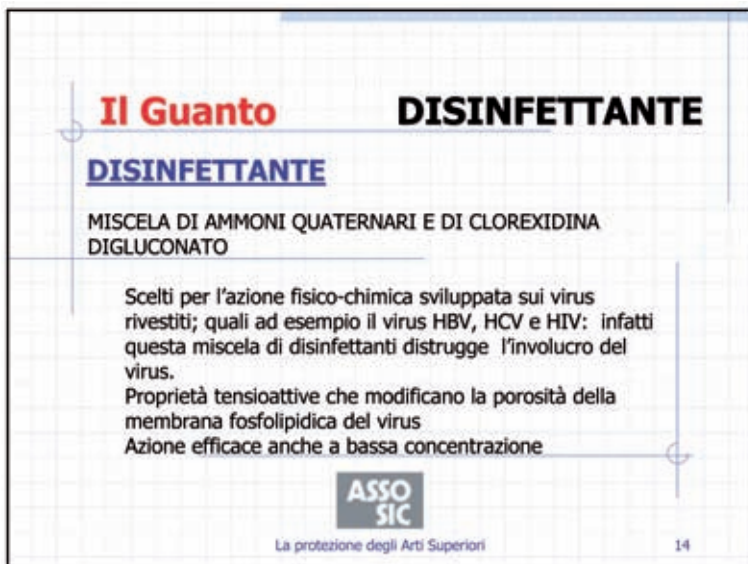 Il Guanto DISINFETTANTE
DISINFETTANTE
MISCELA DI AMMONI QUATERNARI E DI CLOREXIDINA
DIGLUCONATO
Scelti per l'azione fisico-chimica sviluppata sui virus
rivestiti; quali ad esempio il virus HBV, HCV e HIV: infatti
questa miscela di disinfettanti distrugge l'involucro del
virus.
Proprietà tensioattive che modificano la porosità della
membrana fosfolipidica del virus
Azione efficace anche a bassa concentrazione
ASSO
SIC
La protezione degli Arti Superiori 14